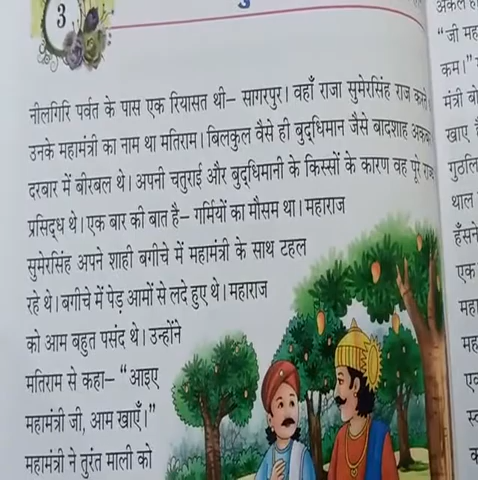 3
नीलगिरि पर्वत के पास एक रियासत थी– सागरपुर। वहाँ राजा सुमेरसिंह राज करते
उनके महामंत्री का नाम था मतिराम। बिलकुल वैसे ही बुद्धिमान जैसे बादशाह अकबर
दरबार में बीरबल थे। अपनी चतुराई और बुद्धिमानी के किस्सों के कारण वह पूरे
प्रसिद्ध थे। एक बार की बात है– गर्मियों का मौसम था। महाराज
सुमेरसिंह अपने शाही बगीचे में महामंत्री के साथ टहल
रहे थे। बगीचे में पेड़ आमों से लदे हुए थे। महाराज
को आम बहुत पसंद थे। उन्होंने
मतिराम से कहा– “आइए
महामंत्री जी, आम खाएँ।”
महामंत्री ने तुरंत माली को
“जी मह
कम।”
मंत्री बो
खाए
गुठलि
थाल
हँसने
एक
महा
मह